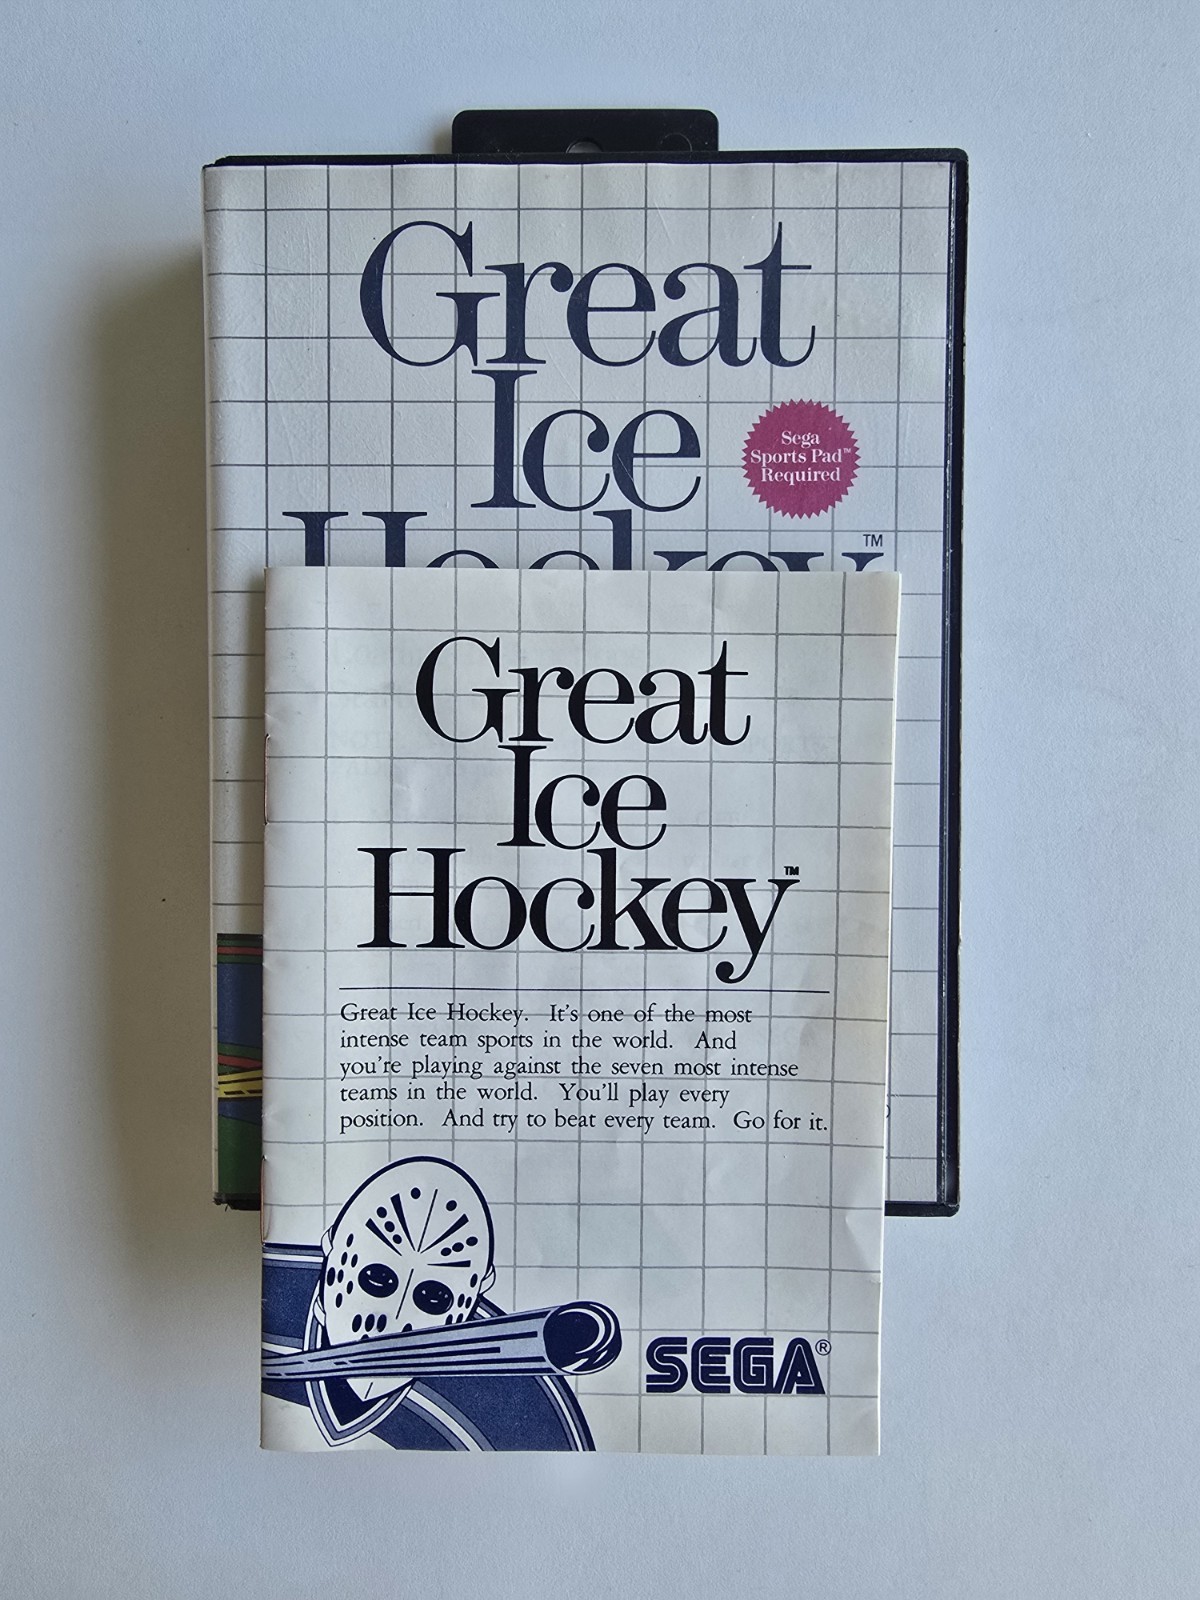 Great
Ice
Hockey™
Sega
Sports Pad™
Required
Great
Ice
Hockey™
Great Ice Hockey. It's one of the most
intense team sports in the world. And
you're playing against the seven most intense
teams in the world. You'll play every
position. And try to beat every team. Go for it.
SEGA®